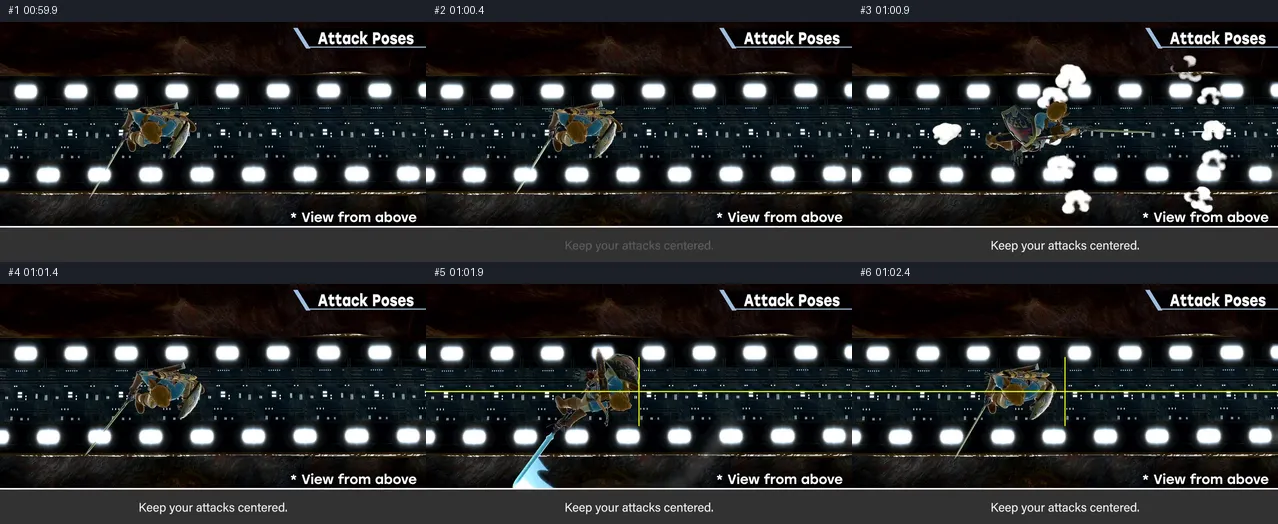 #1 00:59.9
Attack Poses
* View from above
#2 01:00.4
Attack Poses
* View from above
Keep your attacks centered.
#3 01:00.9
Attack Poses
* View from above
Keep your attacks centered.
#4 01:01.4
Attack Poses
* View from above
Keep your attacks centered.
#5 01:01.9
Attack Poses
* View from above
Keep your attacks centered.
#6 01:02.4
Attack Poses
* View from above
Keep your attacks centered.